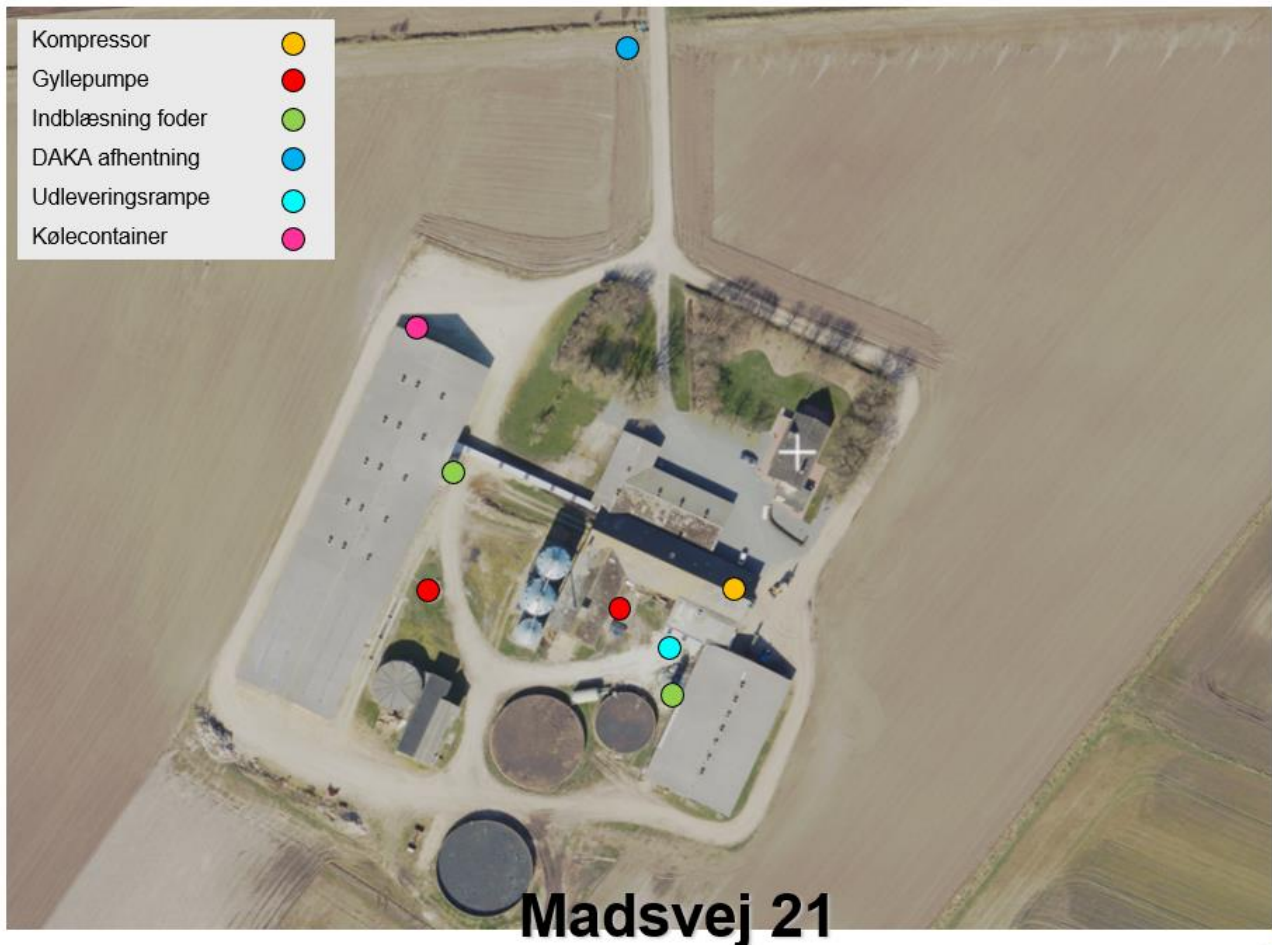 Kompressor
Gyllepumpe
Indblæsning foder
DAKA afhentning
Udleveringsrampe
Kølecontainer
Madsvej 21